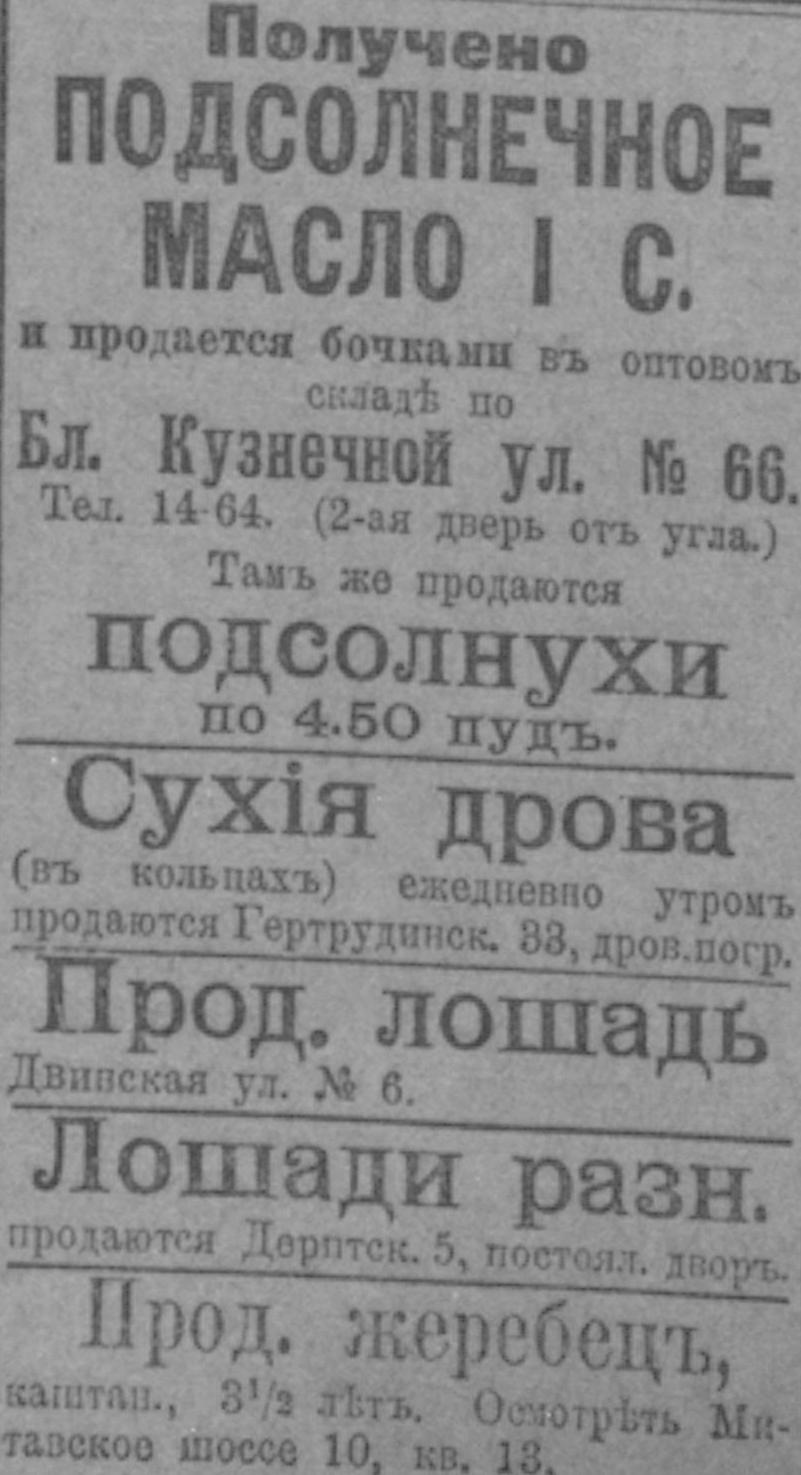 Получено
ПОДСОЛНЕЧНОЕ
МАСЛО I С.
и продается бочками въ оптовомъ
складѣ по
Бл. Кузнечной ул. № 66.
Тел. 14-64. (2-ая дверь отъ угла.)
Тамъ же продаются
подсолнухи
по 4.50 пудъ.
Сухія дрова
(въ кольцахъ) ежедневно утромъ
продаются Гертрудинск. 33, дров.погр.
Прод. лошадь
Двинская ул. № 6.
Лошади разн.
продаются Дерптск. 5, постоял. дворъ.
Прод. жеребецъ,
каштан., 3½ лѣтъ. Осмотрѣть Ми-
тавское шоссе 10, кв. 13.